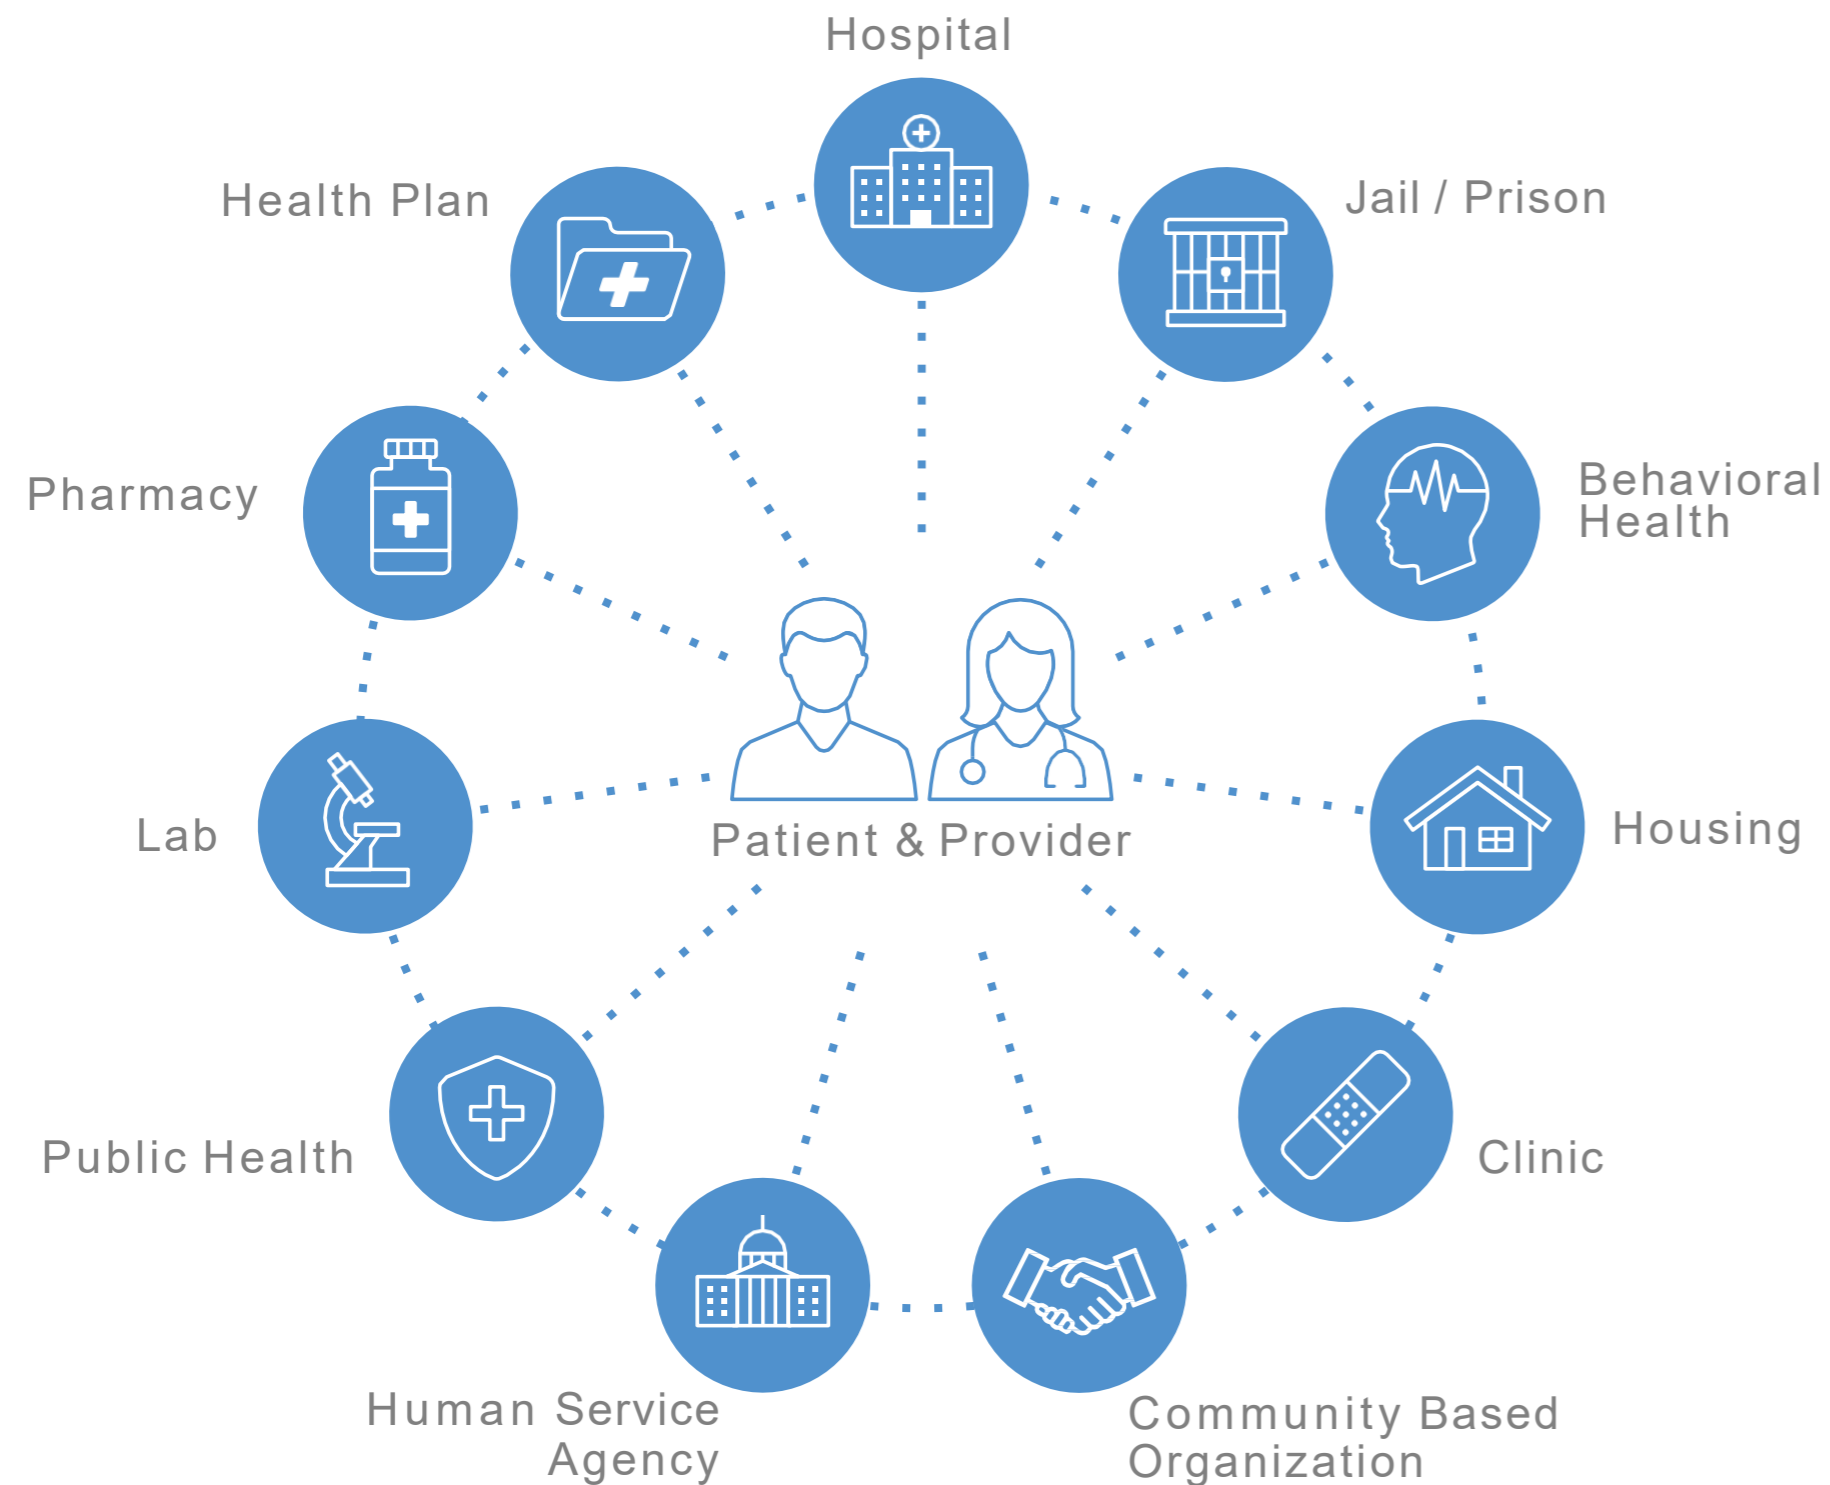 Hospital
Health Plan
Jail / Prison
Pharmacy
Behavioral
Health
Patient & Provider
Lab
Housing
Public Health
Clinic
Human Service
Agency
Community Based
Organization